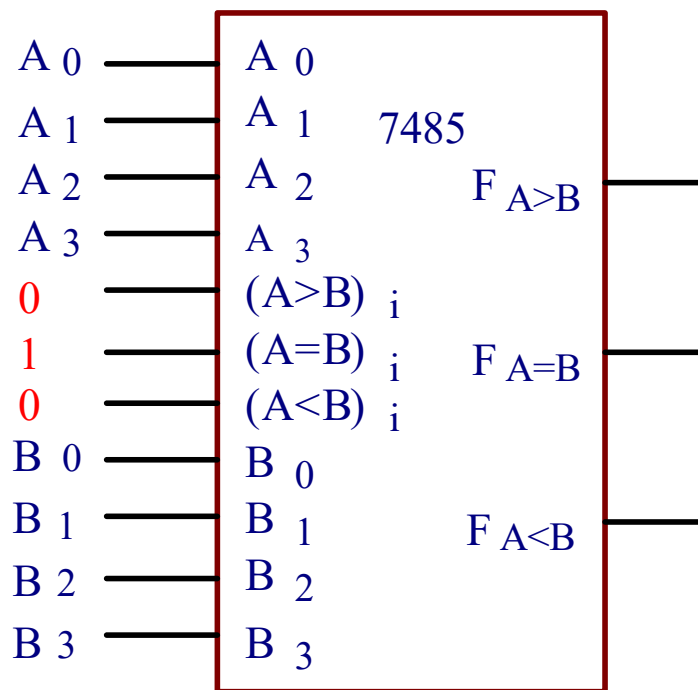 A 0 A 0
A 1 A 1 7485
A 2 A 2 F A>B
A 3 A 3
0 (A>B) i
1 (A=B) i F A=B
0 (A<B) i
B 0 B 0
B 1 B 1 F A<B
B 2 B 2
B 3 B 3